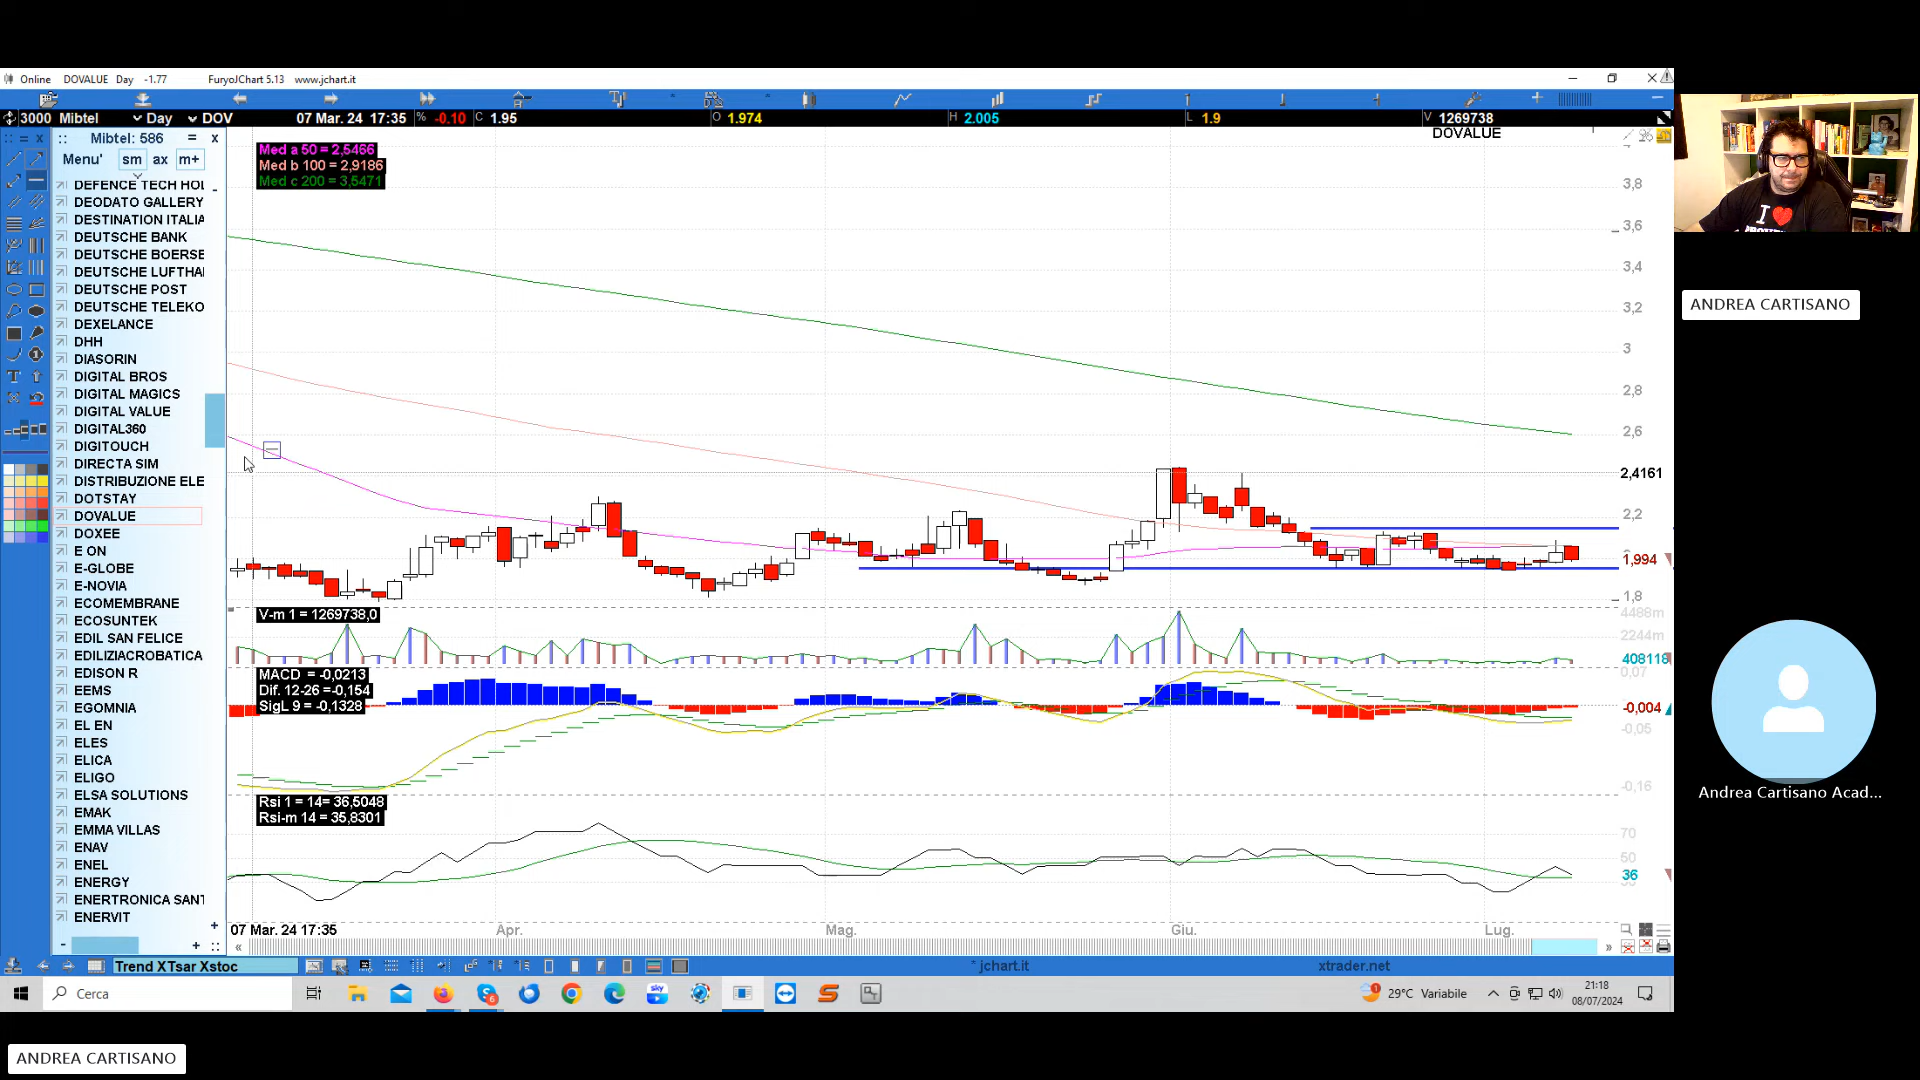 Online DOVALUE Day -1.77 FuryoJChart 5.13 www.jchart.it
3000 Mibtel Day DOV 07 Mar. 24 17:35 % -0.10 C 1.95 O 1.974 H 2.005 L 1.9 V 1269738
DOVALUE
Mibtel: 586 = x
Menu' sm ax m+
DEFENCE TECH HOL
DEODATO GALLERY
DESTINATION ITALIA
DEUTSCHE BANK
DEUTSCHE BOERSE
DEUTSCHE LUFTHA
DEUTSCHE POST
DEUTSCHE TELEKO
DEXELANCE
DHH
DIASORIN
DIGITAL BROS
DIGITAL MAGICS
DIGITAL VALUE
DIGITAL360
DIGITOUCH
DIRECTA SIM
DISTRIBUZIONE ELE
DOTSTAY
DOVALUE
DOXEE
E ON
E-GLOBE
E-NOVIA
ECOMEMBRANE
ECOSUNTEK
EDIL SAN FELICE
EDILIZIACROBATICA
EDISON R
EEMS
EGOMNIA
EL EN
ELES
ELICA
ELIGO
ELSA SOLUTIONS
EMAK
EMMA VILLAS
ENAV
ENEL
ENERGY
ENERTRONICA SANT
ENERVIT
Med a 50 = 2,5466
Med b 100 = 2,9186
Med c 200 = 3,5471
3,8
3,6
3,4
3,2
3
2,8
2,6
2,4161
2,2
1,994
1,8
V-m 1 = 1269738,0
4488m
2244m
408118
MACD = -0,0213
Dif. 12-26 =-0,154
SigL 9 = -0,1328
0,07
-0,004
-0,05
-0,16
Rsi 1 = 14= 36,5048
Rsi-m 14 = 35,8301
70
50
36
07 Mar. 24 17:35 Apr. Mag. Giu. Lug.
Trend XTsar Xstoc
* jchart.it xtrader.net
Cerca
29°C Variabile
21:18
08/07/2024
I
ANDREA CARTISANO
Andrea Cartisano Acad...
ANDREA CARTISANO